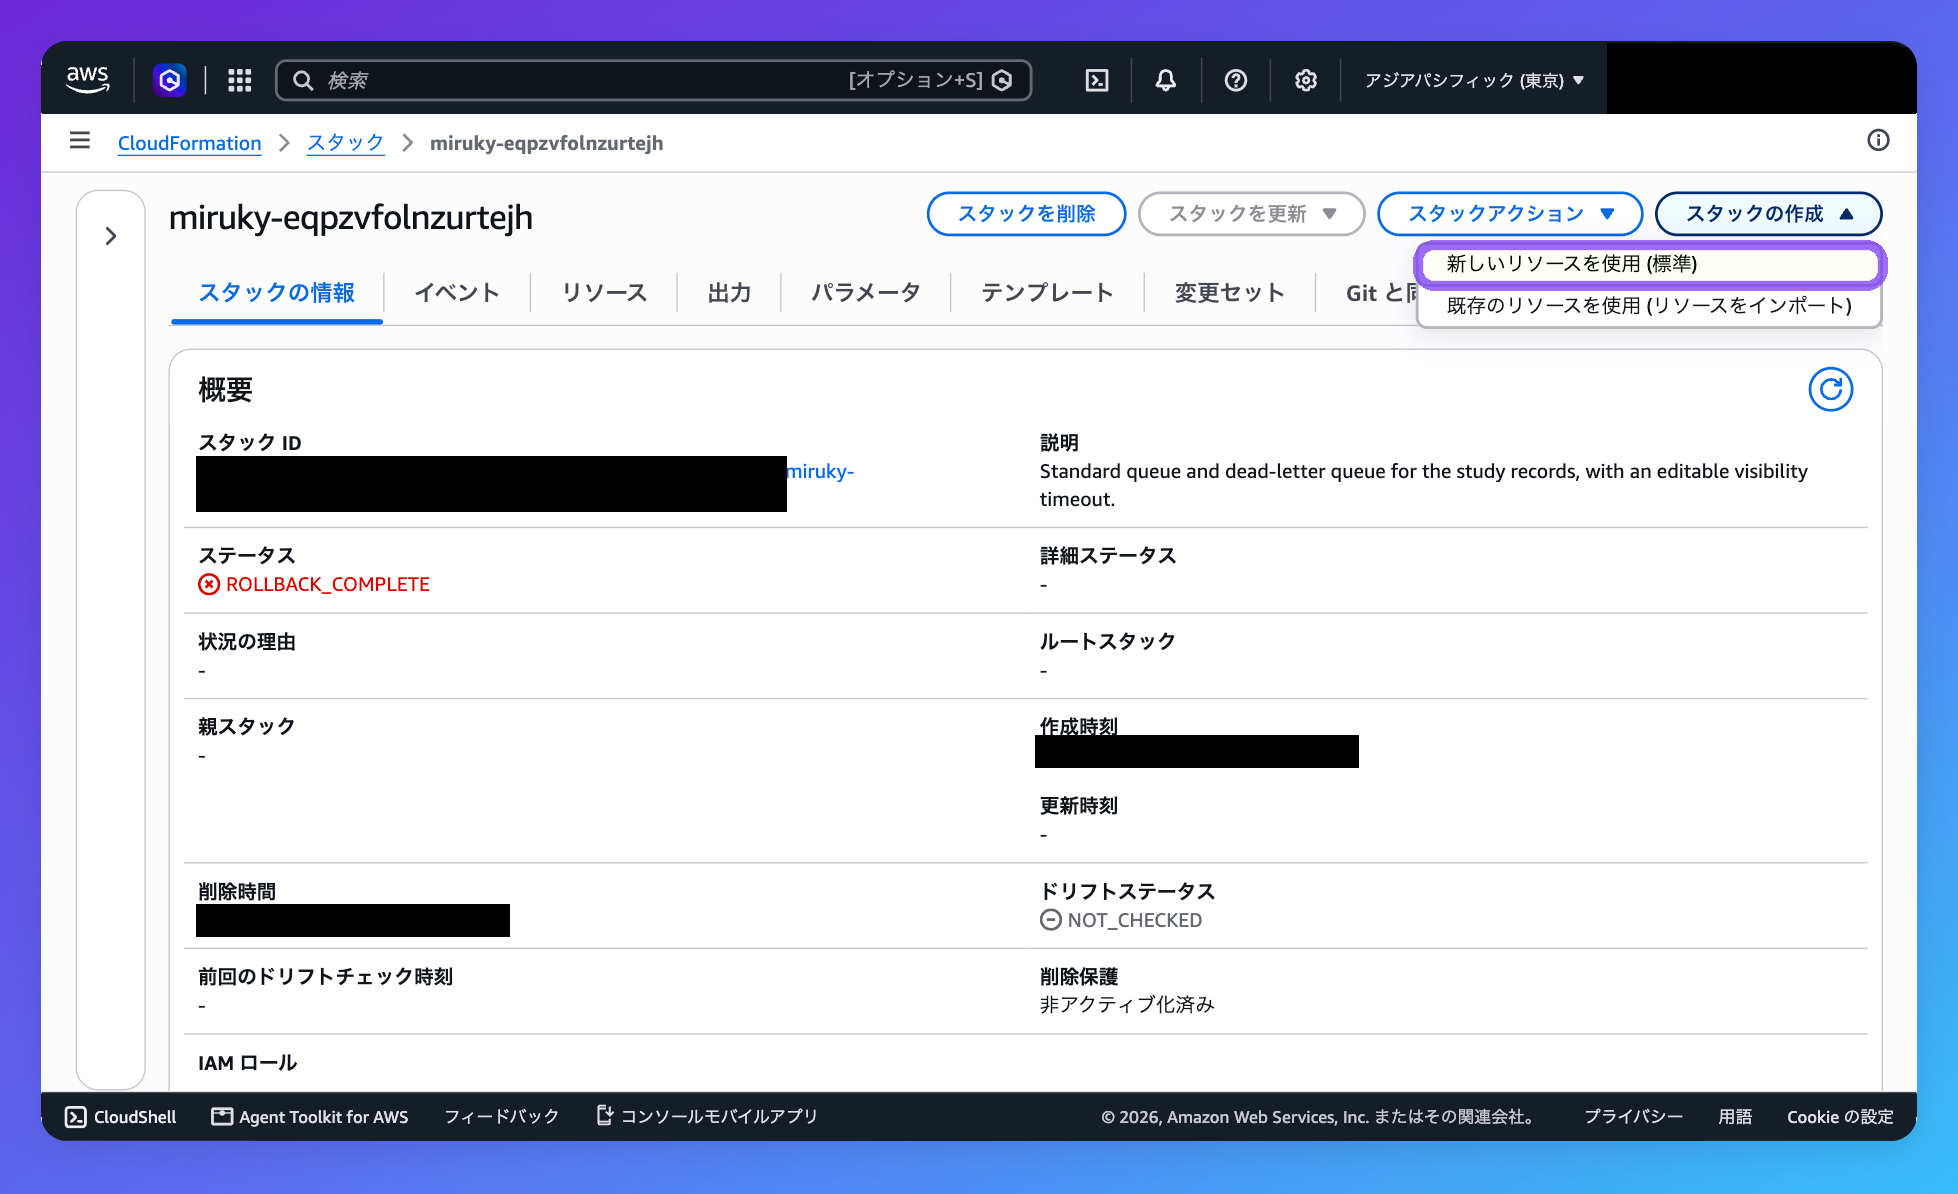 aws
検索
[オプション+S]
アジアパシフィック (東京)
CloudFormation
スタック
miruky-eqpzvfolnzurtejh
miruky-eqpzvfolnzurtejh
スタックを削除
スタックを更新
スタックアクション
スタックの作成
新しいリソースを使用 (標準)
既存のリソースを使用 (リソースをインポート)
スタックの情報
イベント
リソース
出力
パラメータ
テンプレート
変更セット
Git と同
概要
スタック ID
miruky-
説明
Standard queue and dead-letter queue for the study records, with an editable visibility
timeout.
ステータス
ROLLBACK_COMPLETE
詳細ステータス
-
状況の理由
-
ルートスタック
-
親スタック
-
作成時刻
更新時刻
-
削除時間
ドリフトステータス
NOT_CHECKED
前回のドリフトチェック時刻
-
削除保護
非アクティブ化済み
IAM ロール
CloudShell
Agent Toolkit for AWS
フィードバック
コンソールモバイルアプリ
© 2026, Amazon Web Services, Inc. またはその関連会社。
プライバシー
用語
Cookie の設定